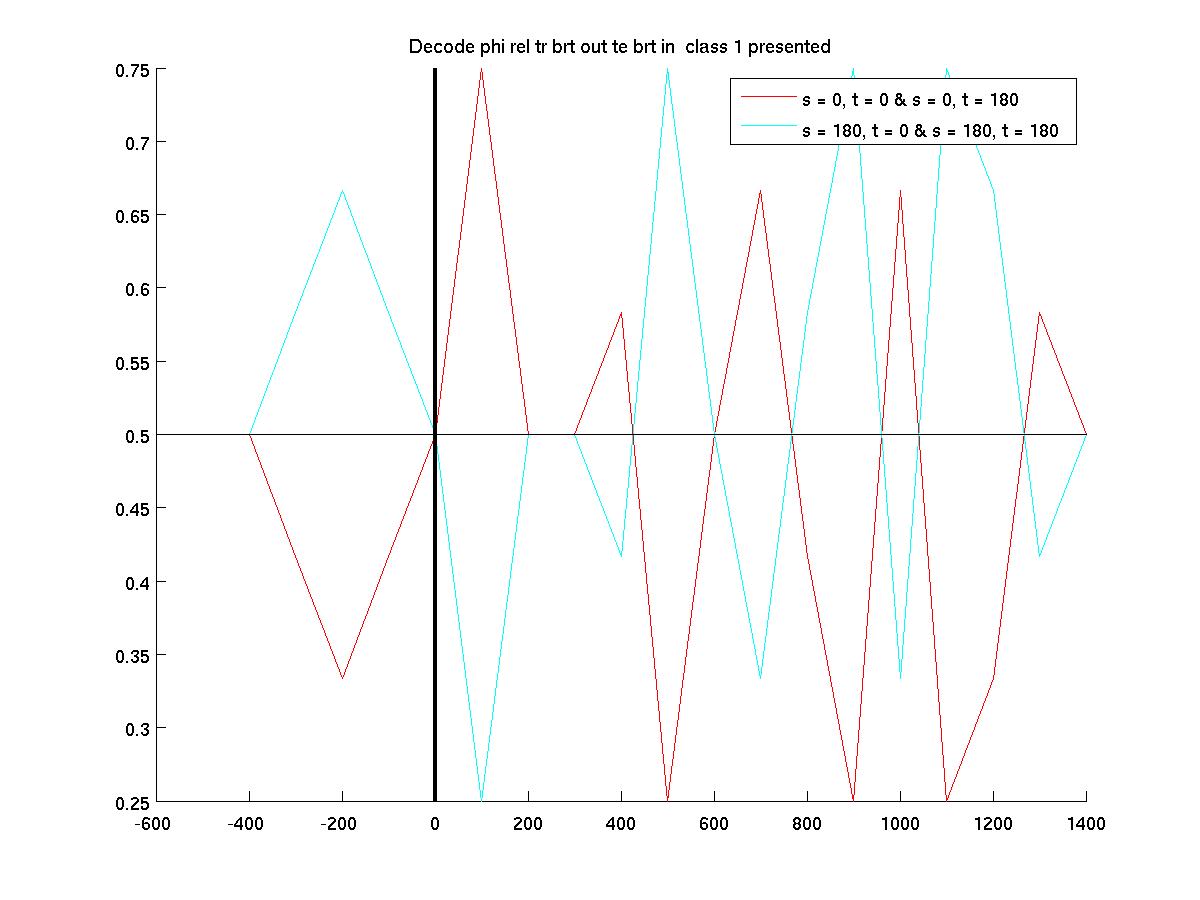 Decode phi rel tr brt out te brt in  class 1 presented
s = 0, t = 0 & s = 0, t = 180
s = 180, t = 0 & s = 180, t = 180
0.75
0.7
0.65
0.6
0.55
0.5
0.45
0.4
0.35
0.3
0.25
-600 -400 -200 0 200 400 600 800 1000 1200 1400